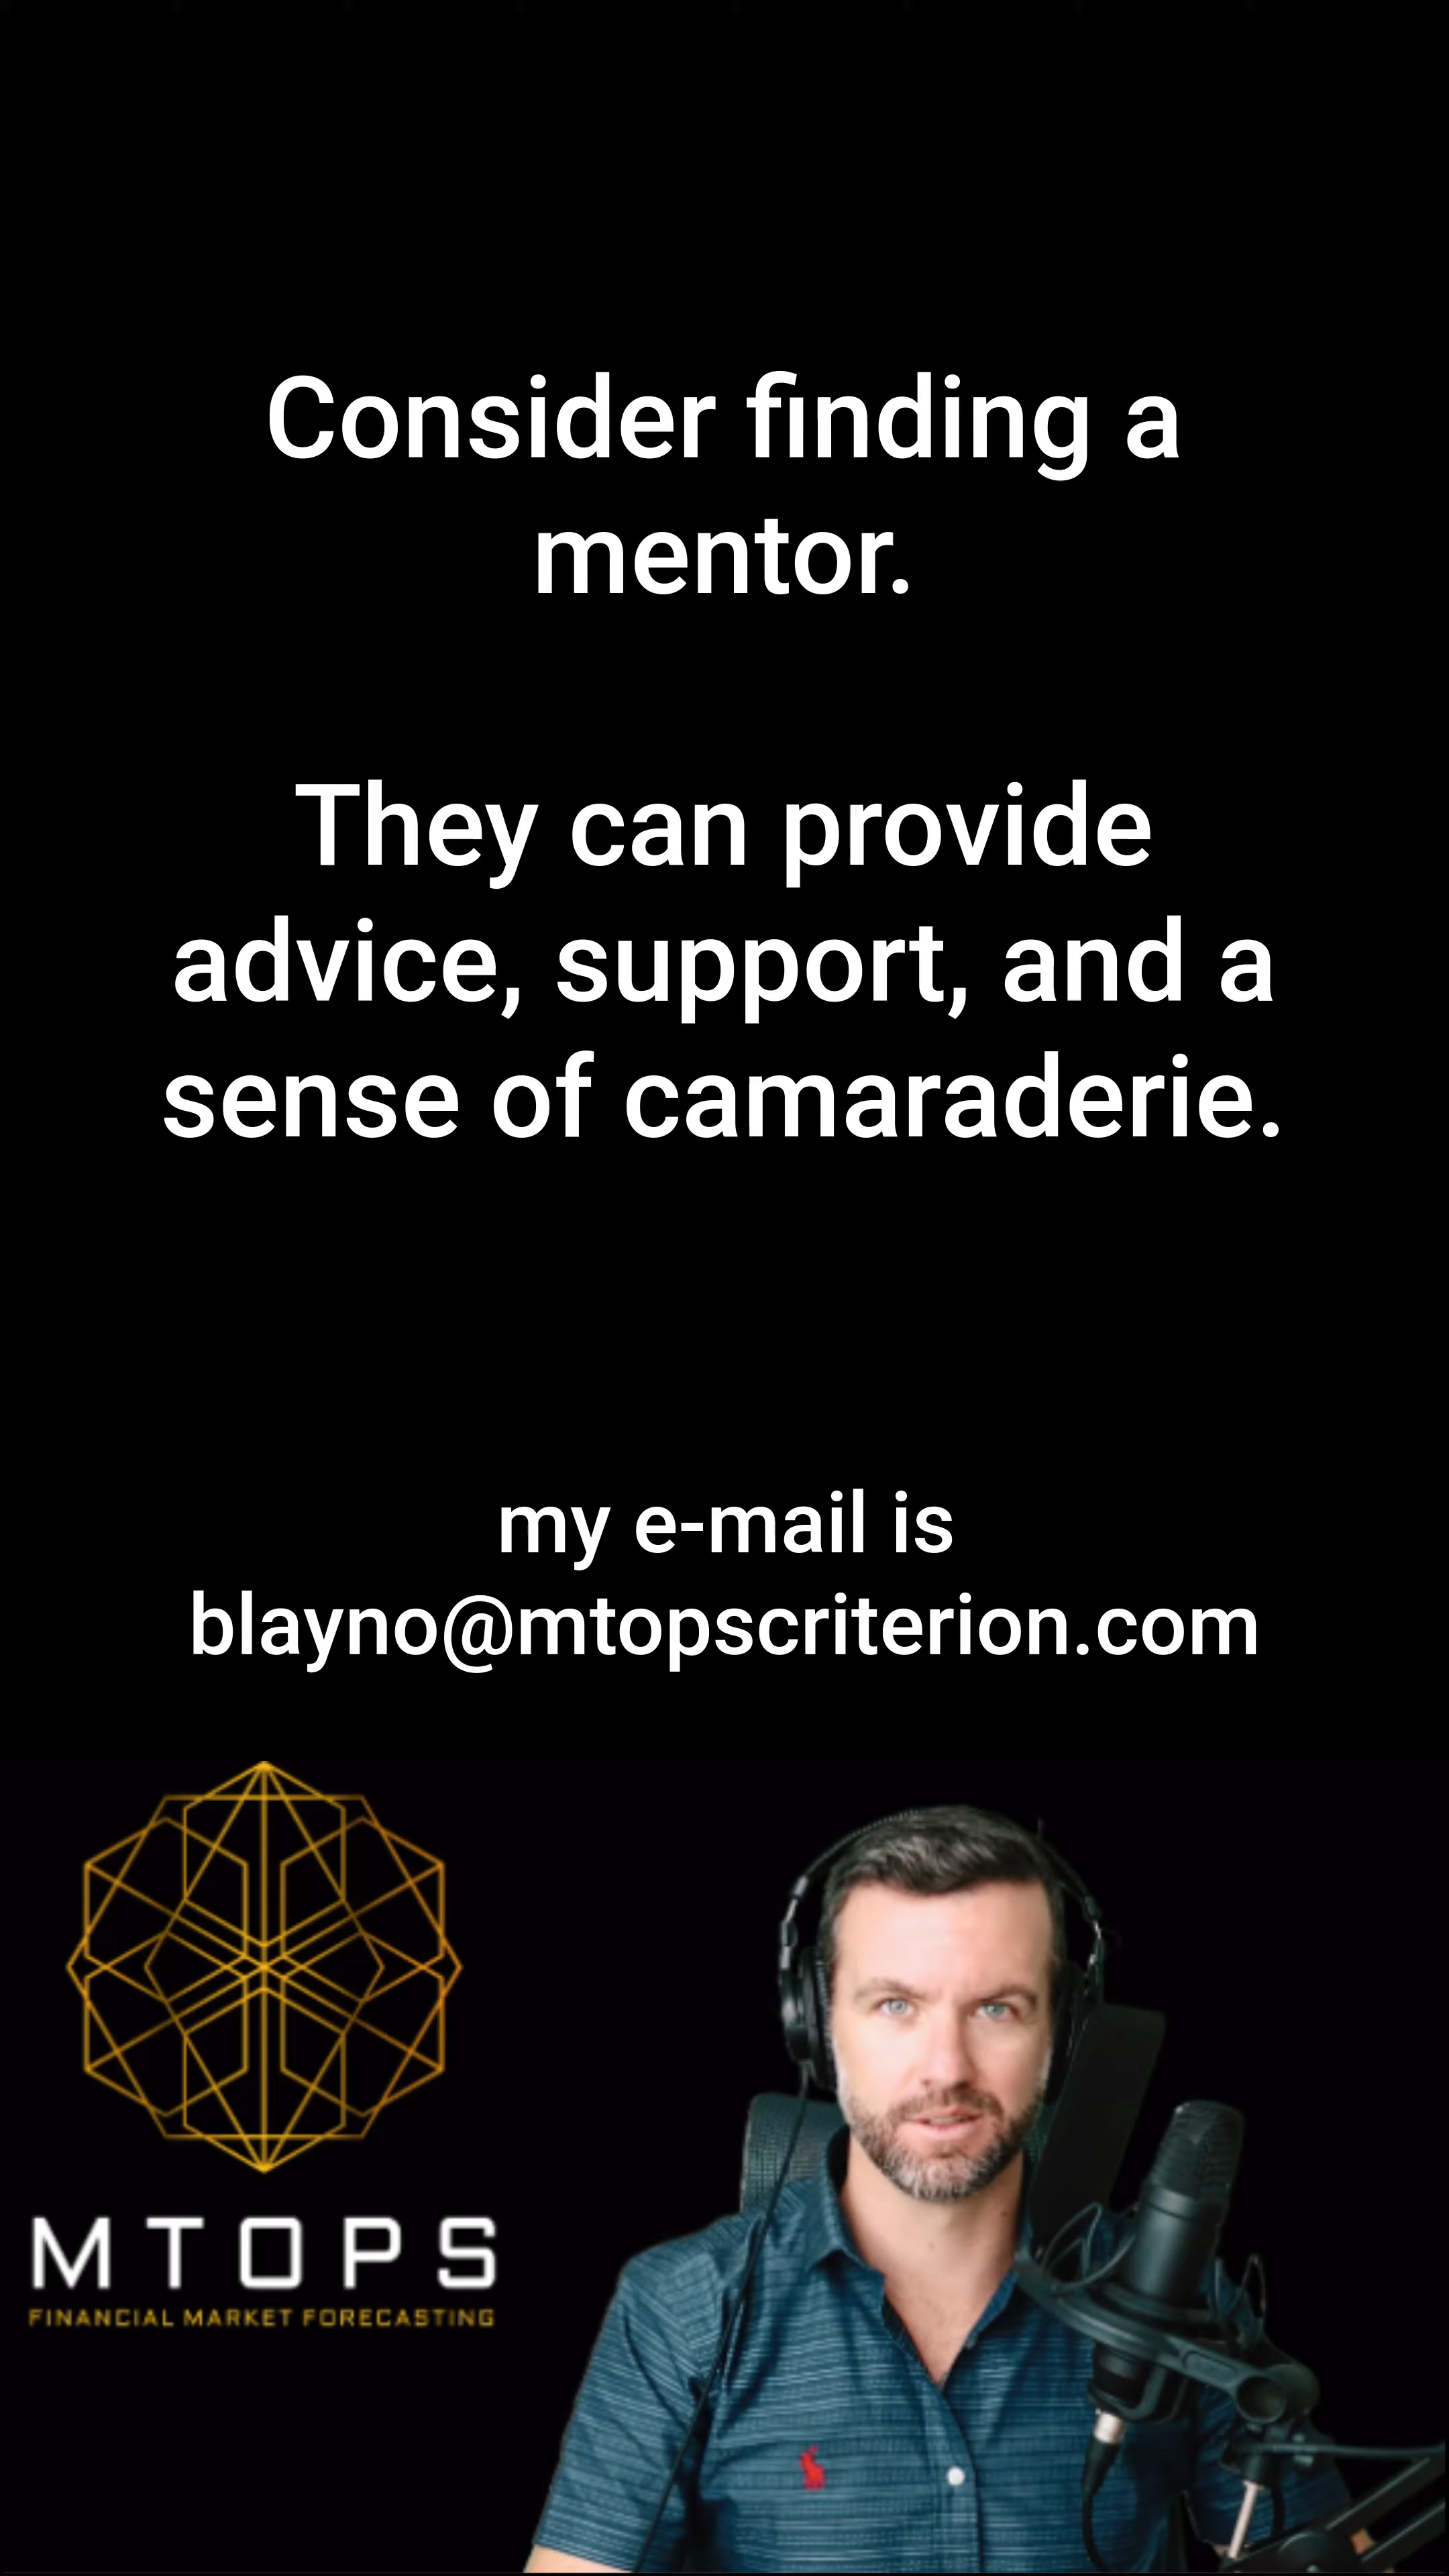 Consider finding a
mentor.
They can provide
advice, support, and a
sense of camaraderie.
my e-mail is
blayno@mtopscriterion.com
MTOPS
FINANCIAL MARKET FORECASTING